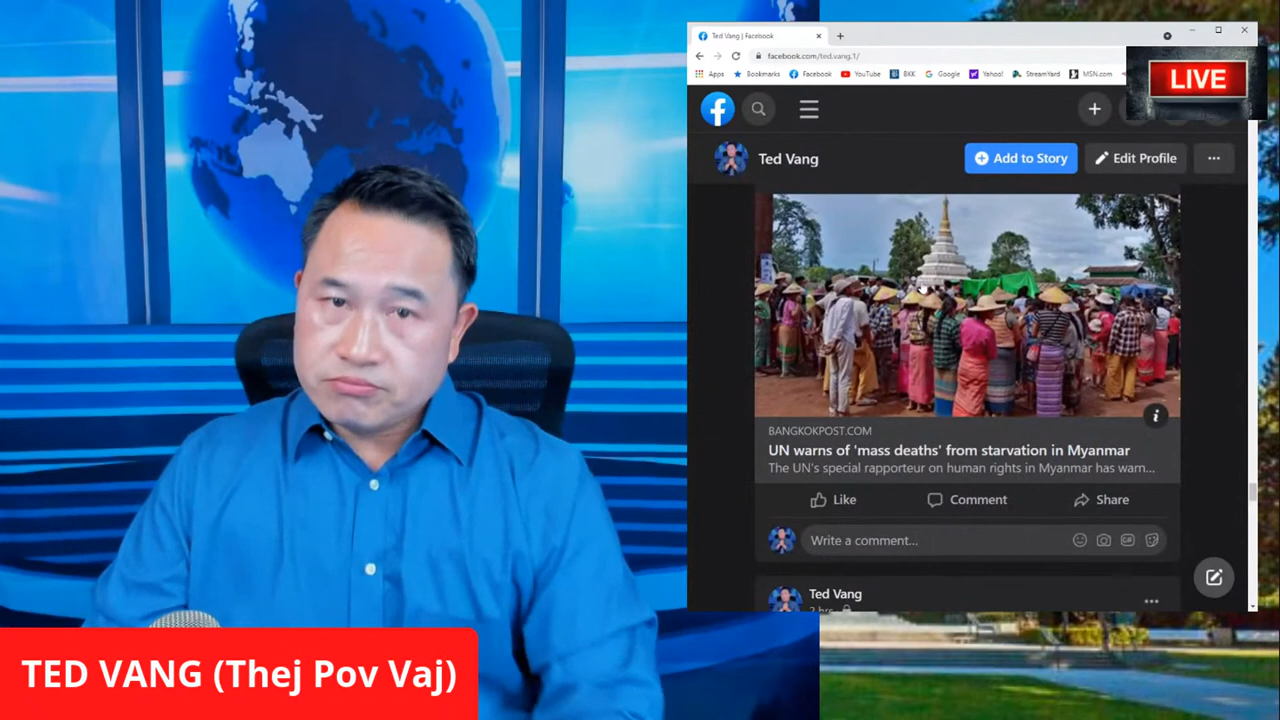 Ted Vang | Facebook
facebook.com/ted.vang.1/
Apps Bookmarks Facebook YouTube BKK Google Yahoo! StreamYard MSN.com
LIVE
Ted Vang
Add to Story
Edit Profile
BANGKOKPOST.COM
UN warns of 'mass deaths' from starvation in Myanmar
The UN's special rapporteur on human rights in Myanmar has warn...
Like Comment Share
Write a comment...
GIF
Ted Vang
2 hrs
TED VANG (Thej Pov Vaj)